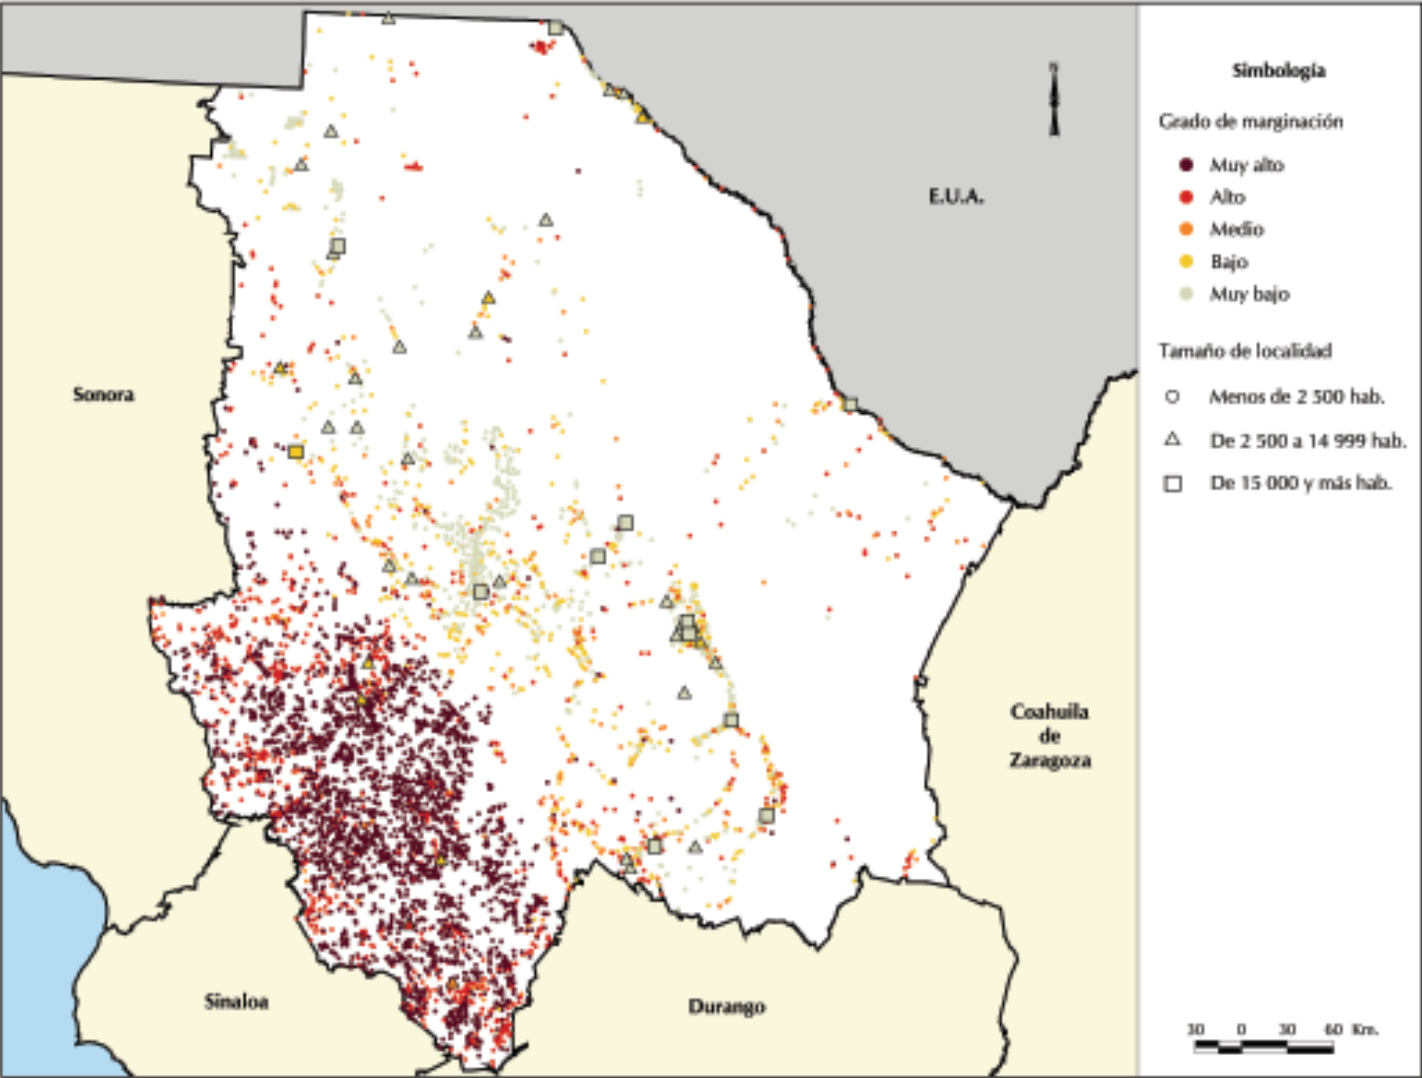 Simbología
N
Grado de marginación
Muy alto
Alto
Medio
Bajo
Muy bajo
E.U.A.
Tamaño de localidad
Menos de 2 500 hab.
De 2 500 a 14 999 hab.
De 15 000 y más hab.
Sonora
Coahuila
de
Zaragoza
Sinaloa
Durango
30 0 30 60 Km.